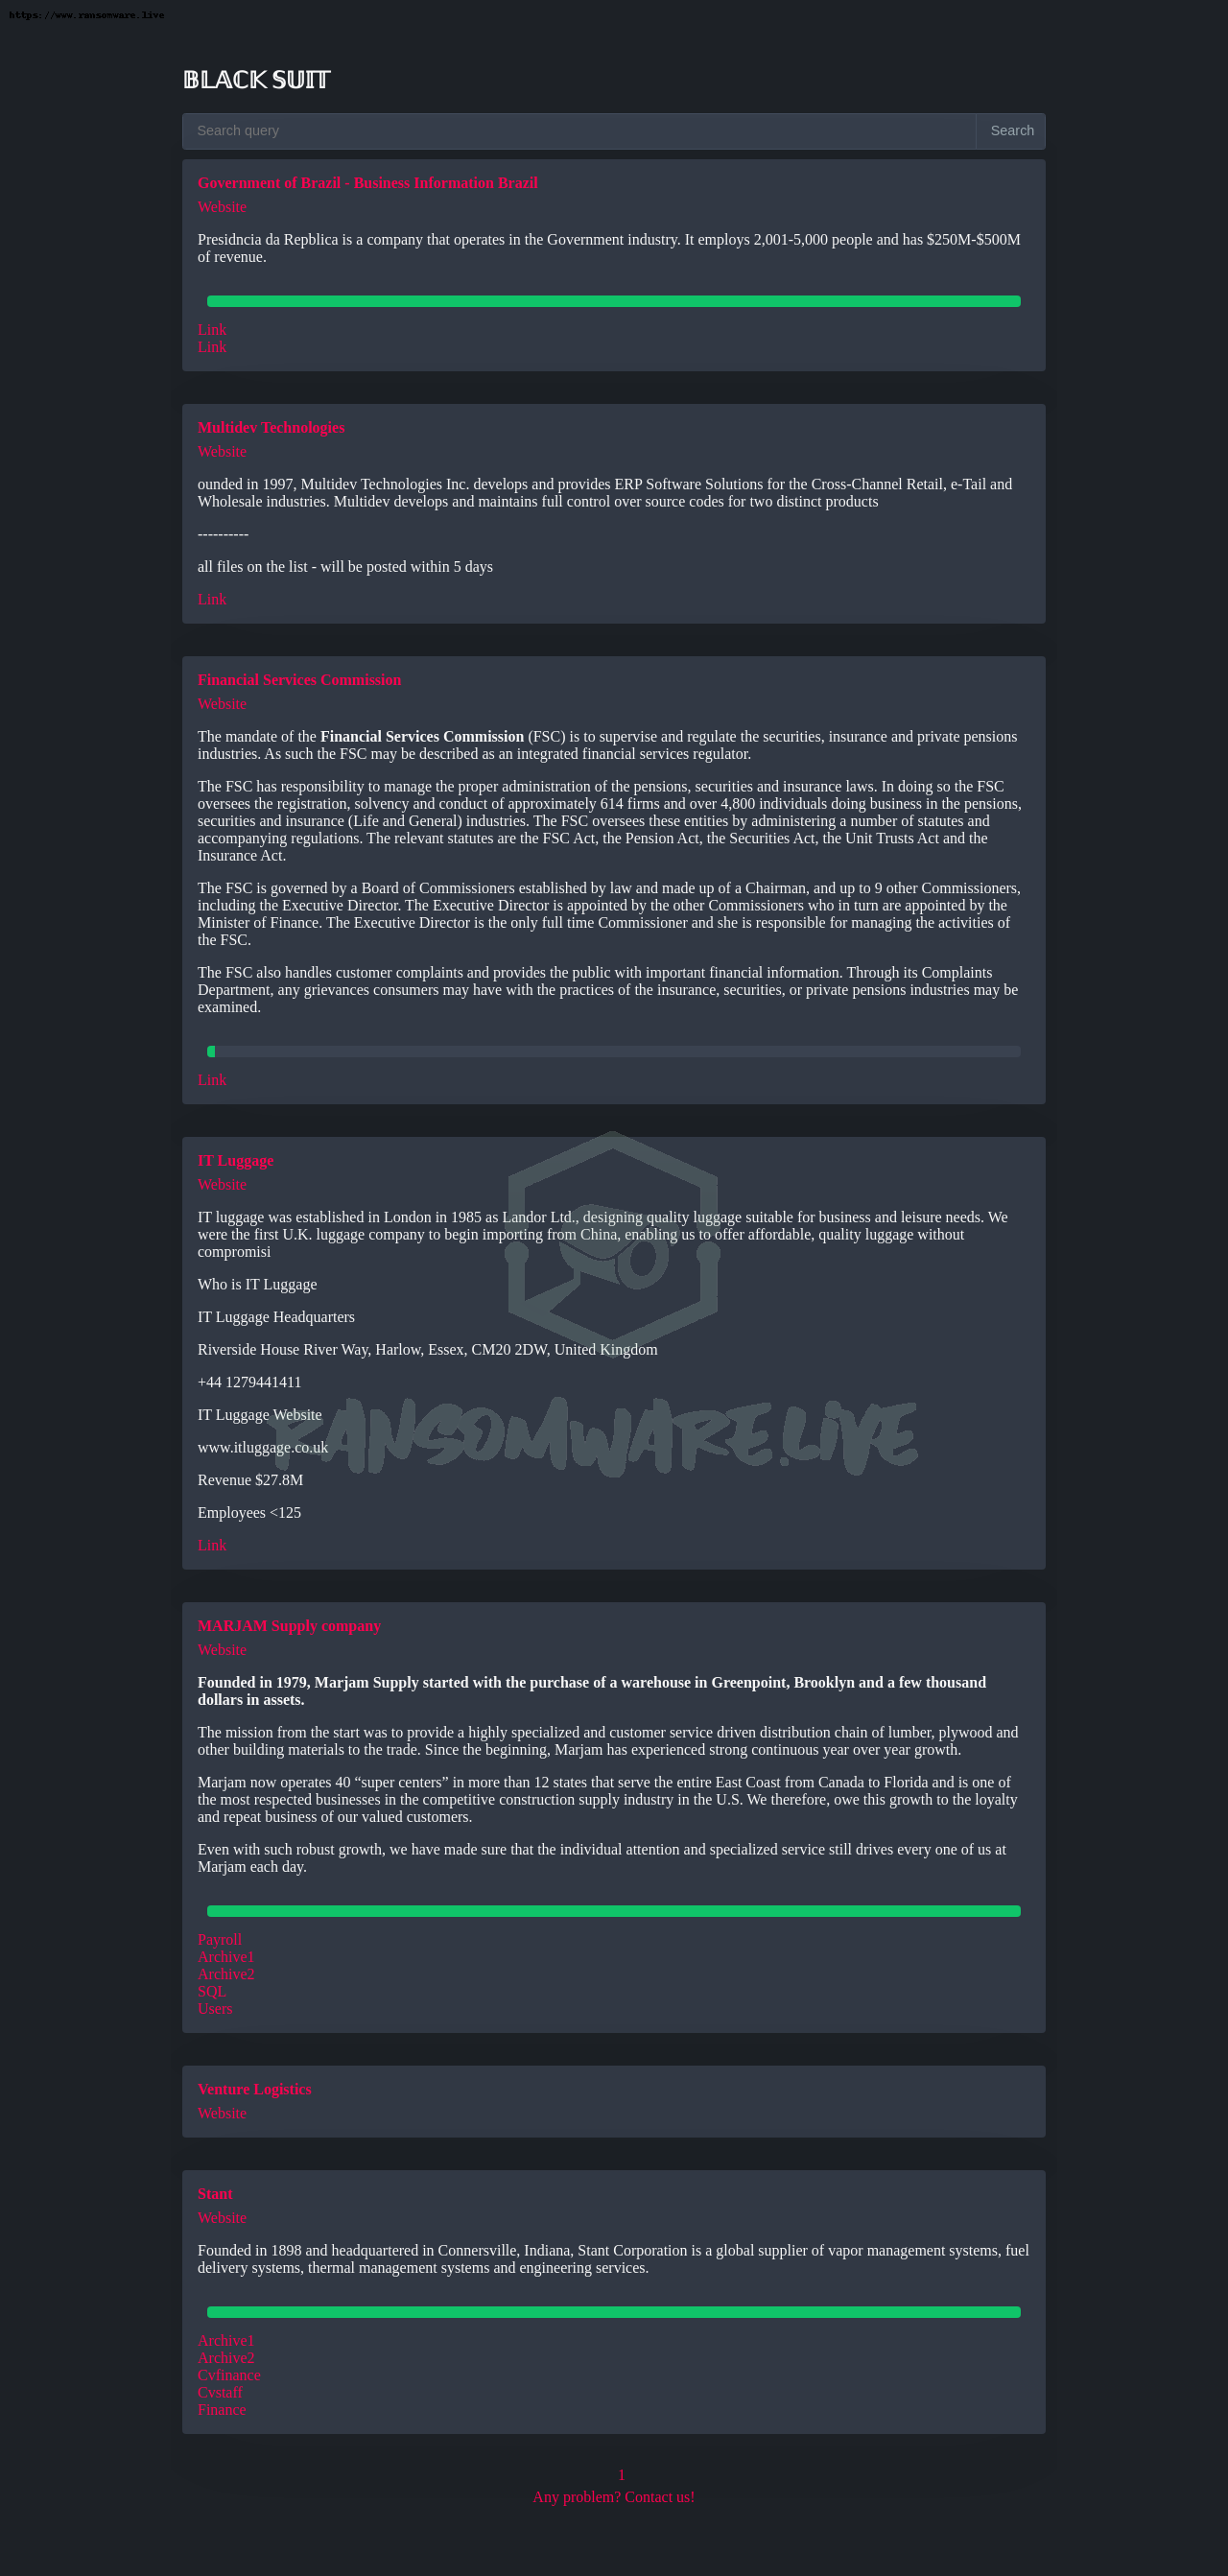 https://www.ransomware.live
BLACK SUIT
Search query
Search
Government of Brazil - Business Information Brazil
Website
Presidncia da Repblica is a company that operates in the Government industry. It employs 2,001-5,000 people and has $250M-$500M
of revenue.
Link
Link
Multidev Technologies
Website
ounded in 1997, Multidev Technologies Inc. develops and provides ERP Software Solutions for the Cross-Channel Retail, e-Tail and
Wholesale industries. Multidev develops and maintains full control over source codes for two distinct products
----------
all files on the list - will be posted within 5 days
Link
Financial Services Commission
Website
The mandate of the Financial Services Commission (FSC) is to supervise and regulate the securities, insurance and private pensions
industries. As such the FSC may be described as an integrated financial services regulator.
The FSC has responsibility to manage the proper administration of the pensions, securities and insurance laws. In doing so the FSC
oversees the registration, solvency and conduct of approximately 614 firms and over 4,800 individuals doing business in the pensions,
securities and insurance (Life and General) industries. The FSC oversees these entities by administering a number of statutes and
accompanying regulations. The relevant statutes are the FSC Act, the Pension Act, the Securities Act, the Unit Trusts Act and the
Insurance Act.
The FSC is governed by a Board of Commissioners established by law and made up of a Chairman, and up to 9 other Commissioners,
including the Executive Director. The Executive Director is appointed by the other Commissioners who in turn are appointed by the
Minister of Finance. The Executive Director is the only full time Commissioner and she is responsible for managing the activities of
the FSC.
The FSC also handles customer complaints and provides the public with important financial information. Through its Complaints
Department, any grievances consumers may have with the practices of the insurance, securities, or private pensions industries may be
examined.
Link
IT Luggage
Website
IT luggage was established in London in 1985 as Landor Ltd., designing quality luggage suitable for business and leisure needs. We
were the first U.K. luggage company to begin importing from China, enabling us to offer affordable, quality luggage without
compromisi
Who is IT Luggage
IT Luggage Headquarters
Riverside House River Way, Harlow, Essex, CM20 2DW, United Kingdom
+44 1279441411
IT Luggage Website
RANSOMWARE.LIVE
www.itluggage.co.uk
Revenue $27.8M
Employees <125
Link
MARJAM Supply company
Website
Founded in 1979, Marjam Supply started with the purchase of a warehouse in Greenpoint, Brooklyn and a few thousand
dollars in assets.
The mission from the start was to provide a highly specialized and customer service driven distribution chain of lumber, plywood and
other building materials to the trade. Since the beginning, Marjam has experienced strong continuous year over year growth.
Marjam now operates 40 “super centers” in more than 12 states that serve the entire East Coast from Canada to Florida and is one of
the most respected businesses in the competitive construction supply industry in the U.S. We therefore, owe this growth to the loyalty
and repeat business of our valued customers.
Even with such robust growth, we have made sure that the individual attention and specialized service still drives every one of us at
Marjam each day.
Payroll
Archive1
Archive2
SQL
Users
Venture Logistics
Website
Stant
Website
Founded in 1898 and headquartered in Connersville, Indiana, Stant Corporation is a global supplier of vapor management systems, fuel
delivery systems, thermal management systems and engineering services.
Archive1
Archive2
Cvfinance
Cvstaff
Finance
1
Any problem? Contact us!